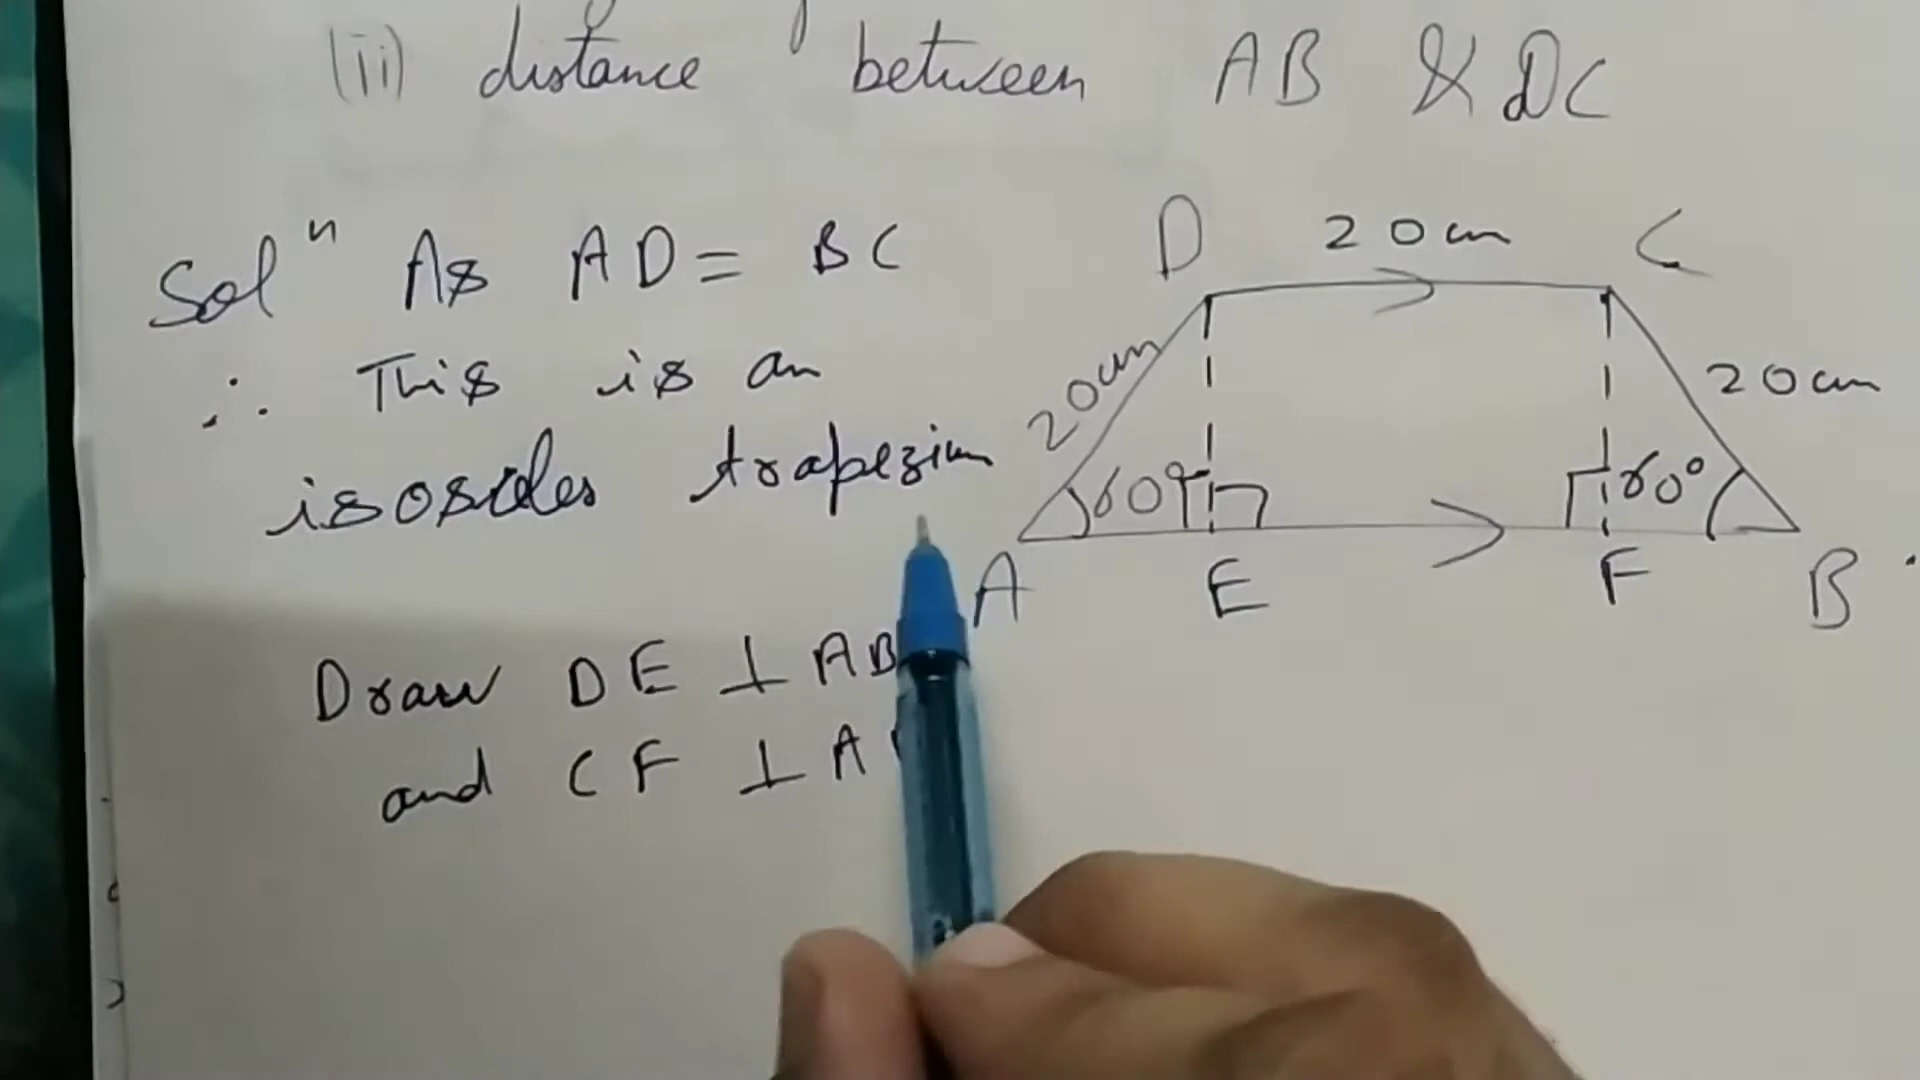 (ii) distance between AB & DC
Solⁿ As AD = BC
∴ This is an
isosceles trapezium
Draw DE ⊥ AB
and CF ⊥ A
D 20 cm C
20 cm
20 cm
60°
60°
A E F B